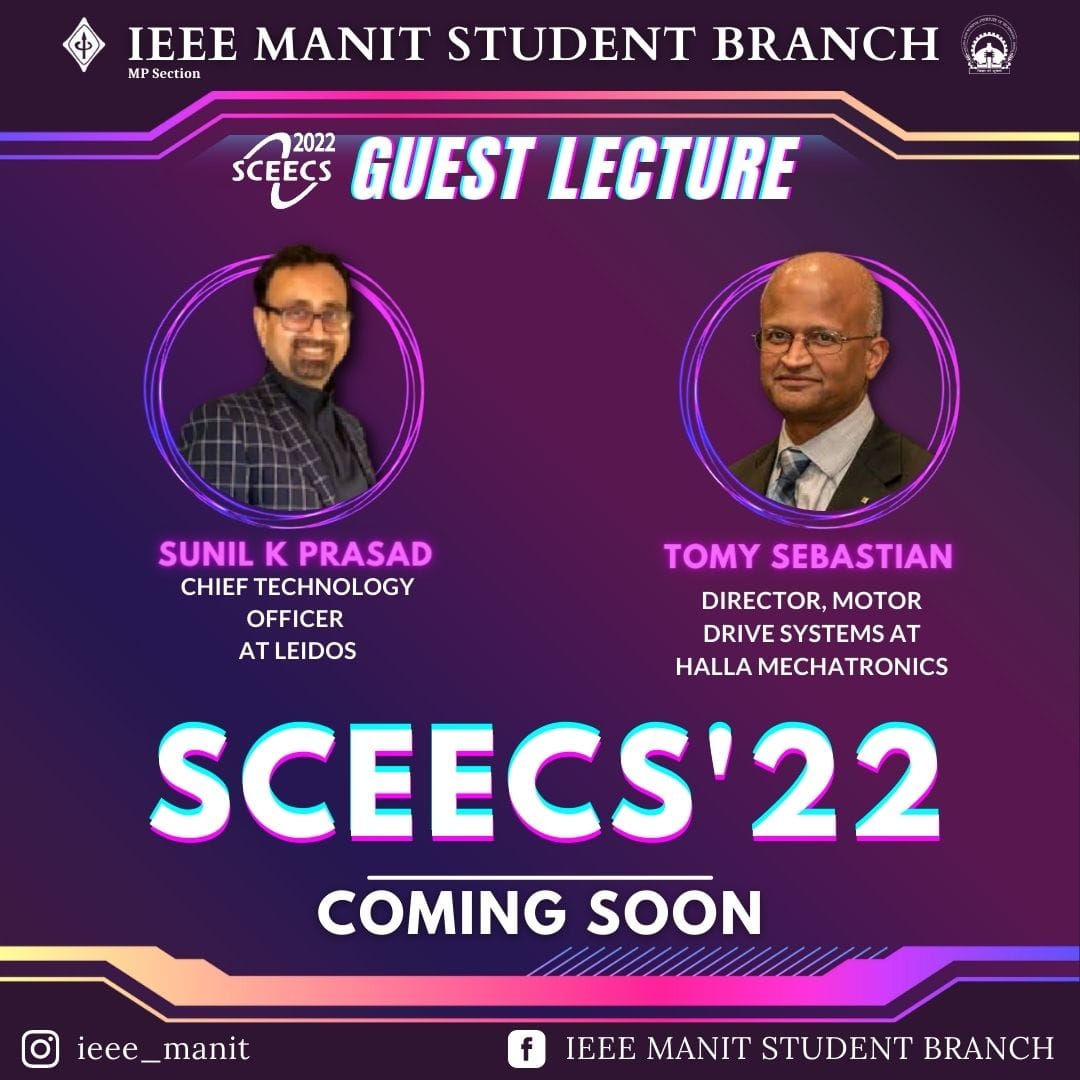 IEEE MANIT STUDENT BRANCH
MP Section
2022
SCEECS
GUEST LECTURE
SUNIL K PRASAD
CHIEF TECHNOLOGY
OFFICER
AT LEIDOS
TOMY SEBASTIAN
DIRECTOR, MOTOR
DRIVE SYSTEMS AT
HALLA MECHATRONICS
SCEECS'22
COMING SOON
ieee_manit
IEEE MANIT STUDENT BRANCH